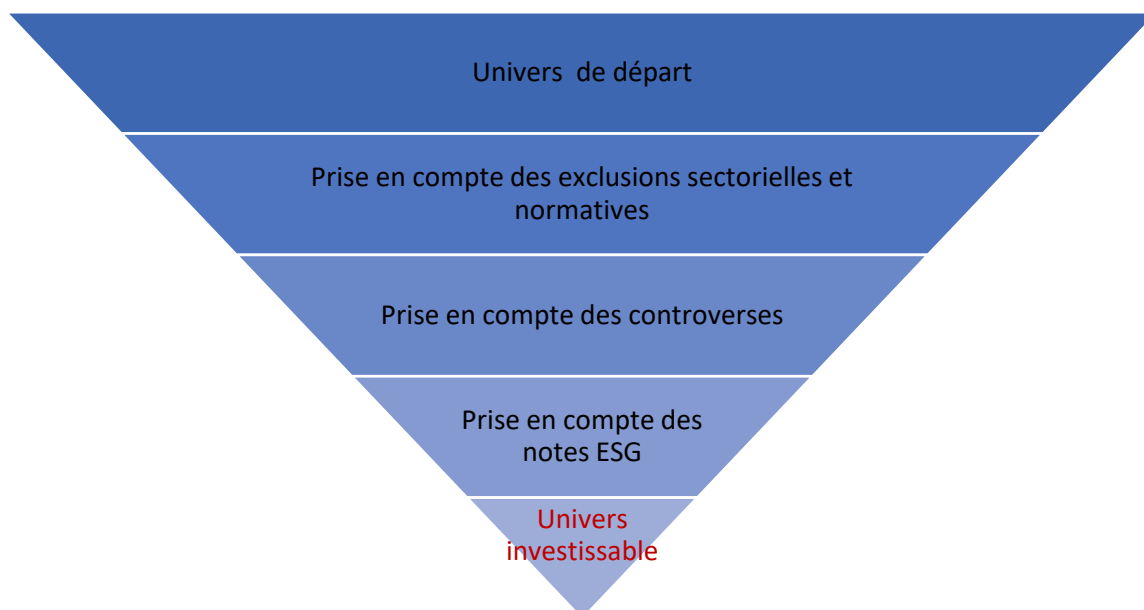 Univers de départ
Prise en compte des exclusions sectorielles et
normatives
Prise en compte des controverses
Prise en compte des
notes ESG
Univers
investissable